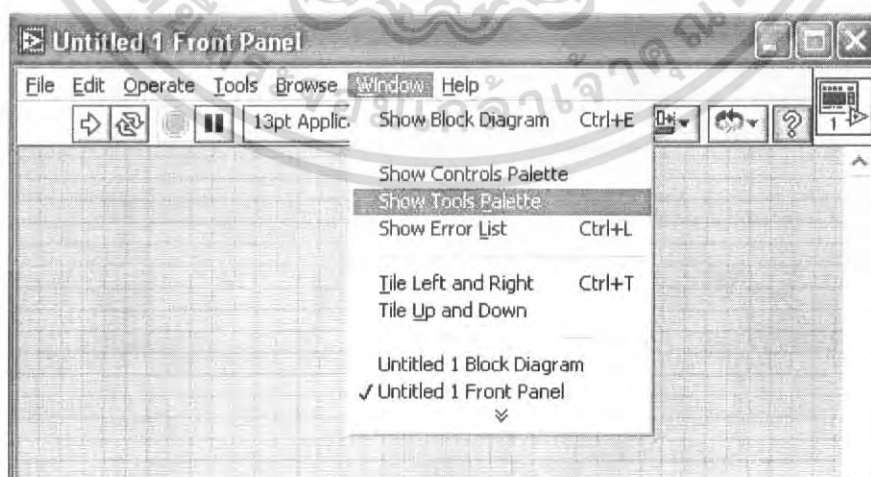 Untitled 1 Front Panel
File Edit Operate Tools Browse Window Help
13pt Applic
1
Show Block Diagram Ctrl+E
Show Controls Palette
Show Tools Palette
Show Error List Ctrl+L
Tile Left and Right Ctrl+T
Tile Up and Down
Untitled 1 Block Diagram
✓ Untitled 1 Front Panel